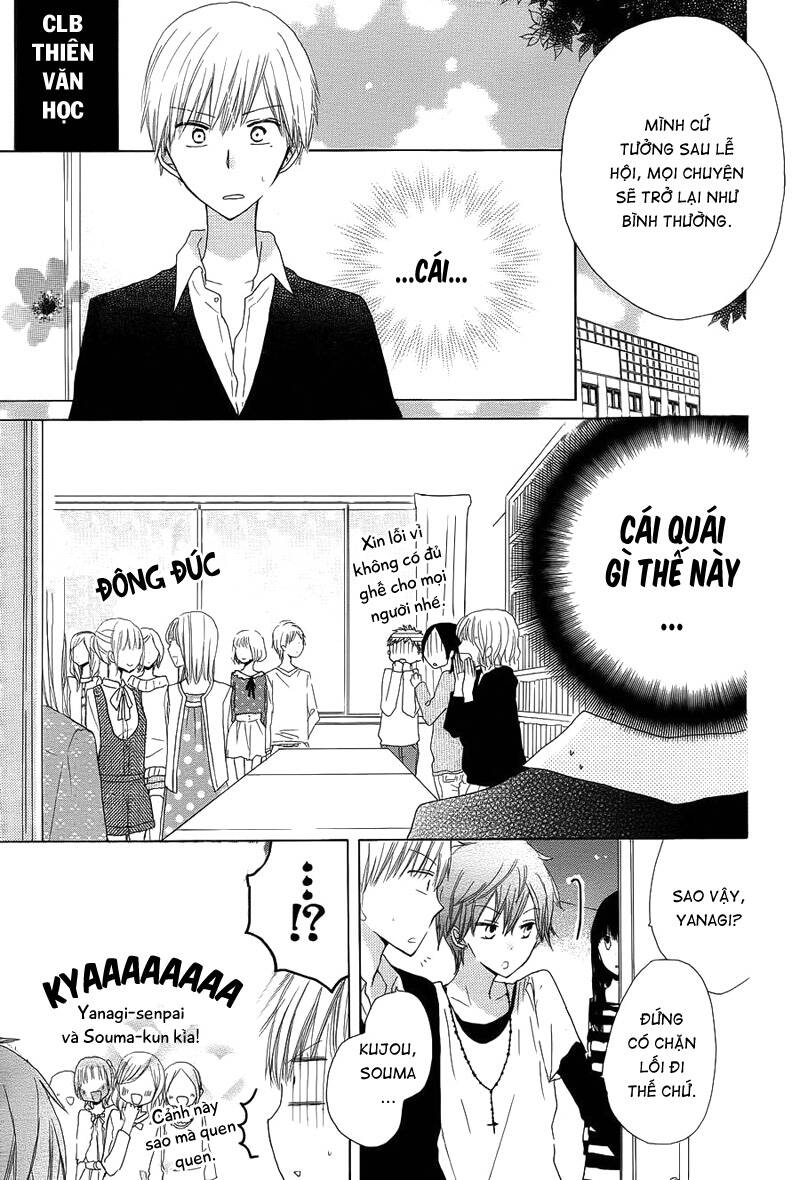 MÌNH CỨ
TƯỞNG SAU LỄ
HỘI, MỌI CHUYỆN
SẼ TRỞ LẠI NHƯ
BÌNH THƯỜNG.
CLB
THIÊN
VĂN
HỌC
...CÁI...
CÁI QUÁI
GÌ THẾ NÀY
...
Xin lỗi vì
không có đủ
ghế cho mọi
người nhé.
ĐÔNG ĐÚC
SAO VẬY,
YANAGI?
ĐỨNG
CÓ CHẶN
LỐI ĐI
THẾ CHỨ.
KUJOU,
SOUMA
...
...!?
KYAAAAAAAAA
Yanagi-senpai
và Souma-kun kìa!
Cảnh này
sao mà quen
quen.